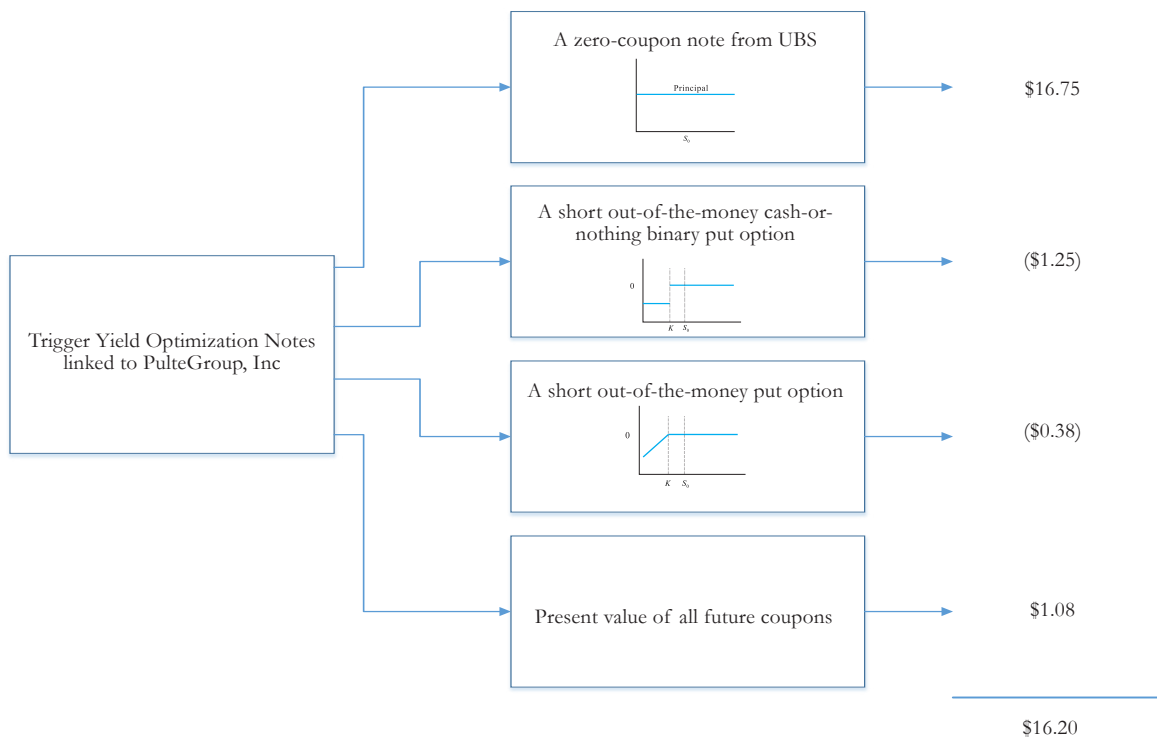 A zero-coupon note from UBS
Principal
S0
$16.75
A short out-of-the-money cash-or-
nothing binary put option
0
K S0
($1.25)
Trigger Yield Optimization Notes
linked to PulteGroup, Inc
A short out-of-the-money put option
0
K S0
($0.38)
Present value of all future coupons
$1.08
$16.20